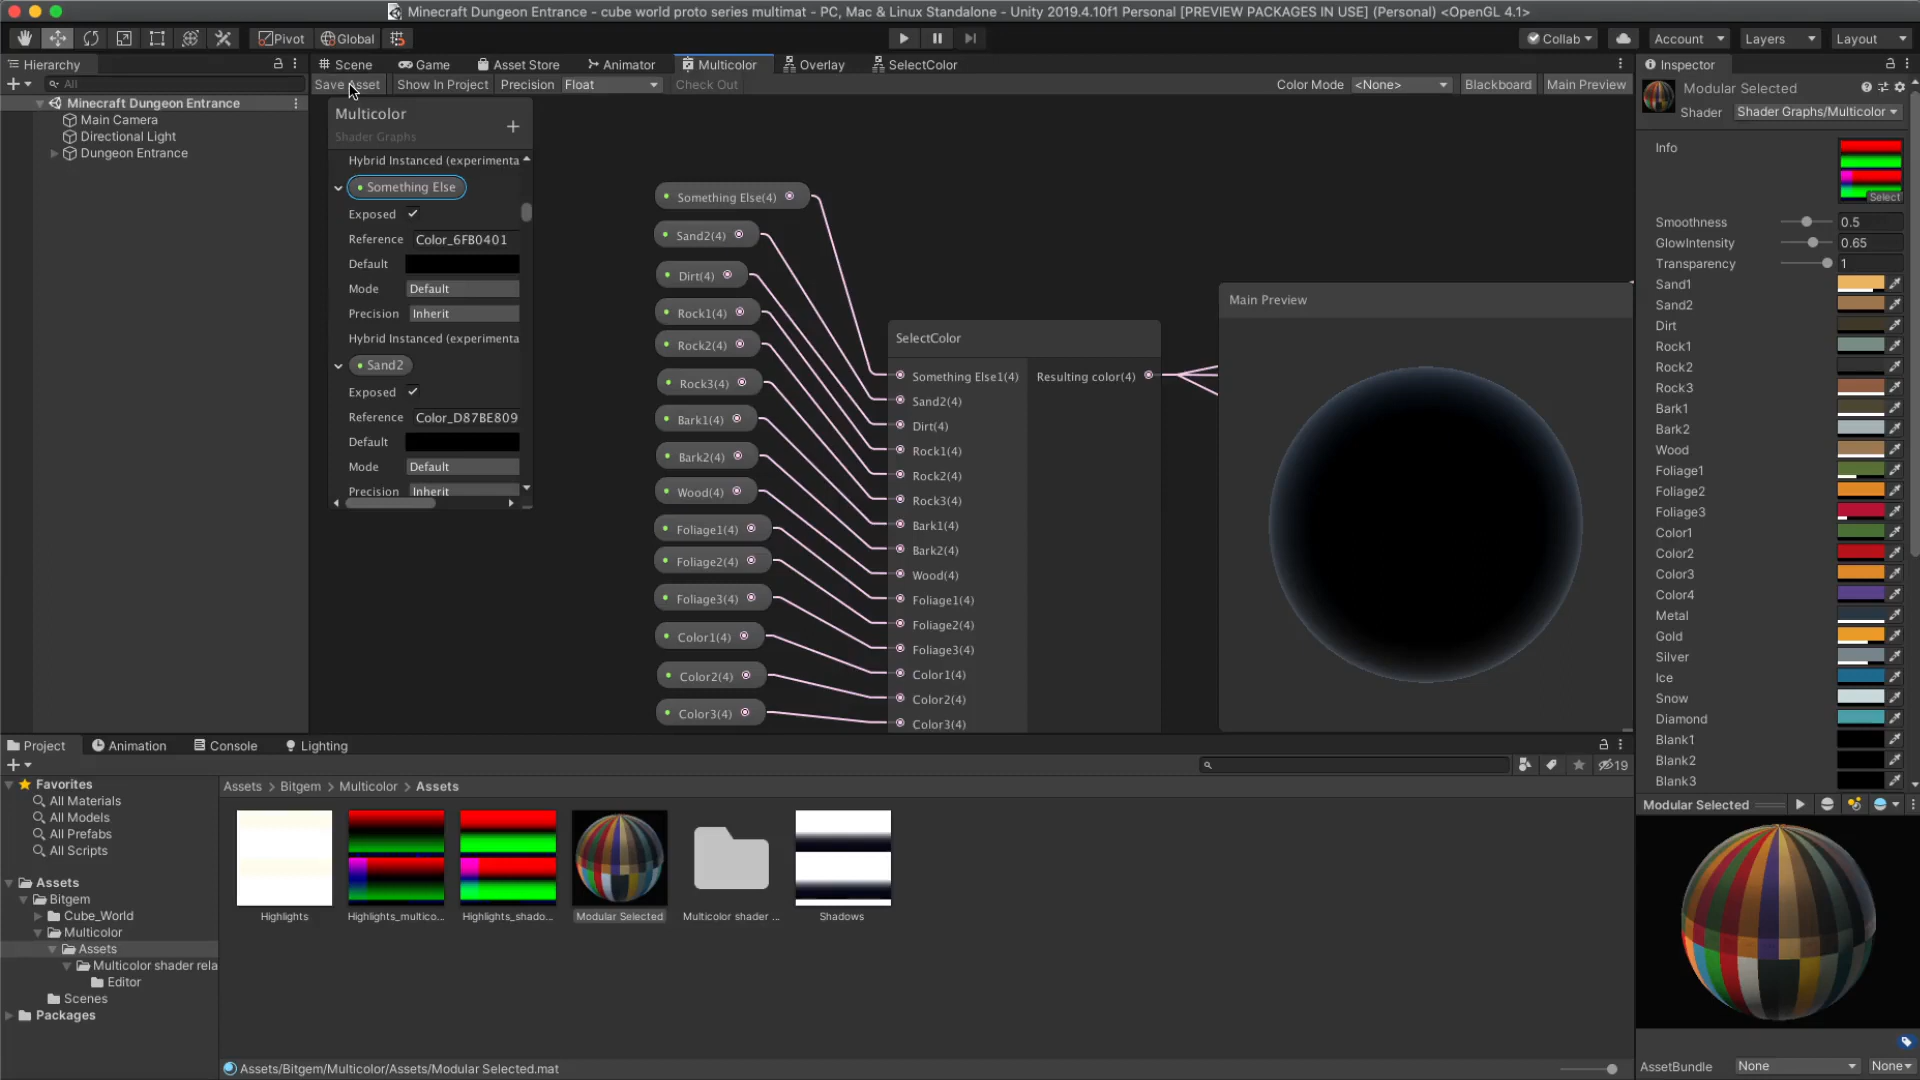 Minecraft Dungeon Entrance - cube world proto series multimat - PC, Mac & Linux Standalone - Unity 2019.4.10f1 Personal [PREVIEW PACKAGES IN USE] (Personal) <OpenGL 4.1>
Pivot
Global
Collab
Account
Layers
Layout
Hierarchy
All
Minecraft Dungeon Entrance
Main Camera
Directional Light
Dungeon Entrance
Scene
Game
Asset Store
Animator
Multicolor
Overlay
SelectColor
Save Asset
Show In Project
Precision
Float
Check Out
Color Mode
<None>
Blackboard
Main Preview
Multicolor
Shader Graphs
Hybrid Instanced (experimenta
Something Else
Exposed
Reference Color_6FB0401
Default
Mode Default
Precision Inherit
Hybrid Instanced (experimenta
Sand2
Exposed
Reference Color_D87BE809
Default
Mode Default
Precision Inherit
Something Else(4)
Sand2(4)
Dirt(4)
Rock1(4)
Rock2(4)
Rock3(4)
Bark1(4)
Bark2(4)
Wood(4)
Foliage1(4)
Foliage2(4)
Foliage3(4)
Color1(4)
Color2(4)
Color3(4)
SelectColor
Something Else1(4)
Resulting color(4)
Sand2(4)
Dirt(4)
Rock1(4)
Rock2(4)
Rock3(4)
Bark1(4)
Bark2(4)
Wood(4)
Foliage1(4)
Foliage2(4)
Foliage3(4)
Color1(4)
Color2(4)
Color3(4)
Main Preview
Inspector
Modular Selected
Shader Shader Graphs/Multicolor
Info
Select
Smoothness 0.5
GlowIntensity 0.65
Transparency 1
Sand1
Sand2
Dirt
Rock1
Rock2
Rock3
Bark1
Bark2
Wood
Foliage1
Foliage2
Foliage3
Color1
Color2
Color3
Color4
Metal
Gold
Silver
Ice
Snow
Diamond
Blank1
Blank2
Blank3
Modular Selected
AssetBundle None None
Project
Animation
Console
Lighting
19
Favorites
All Materials
All Models
All Prefabs
All Scripts
Assets
Bitgem
Cube_World
Multicolor
Assets
Multicolor shader rela
Editor
Scenes
Packages
Assets > Bitgem > Multicolor > Assets
Highlights
Highlights_multico...
Highlights_shado...
Modular Selected
Multicolor shader ...
Shadows
Assets/Bitgem/Multicolor/Assets/Modular Selected.mat